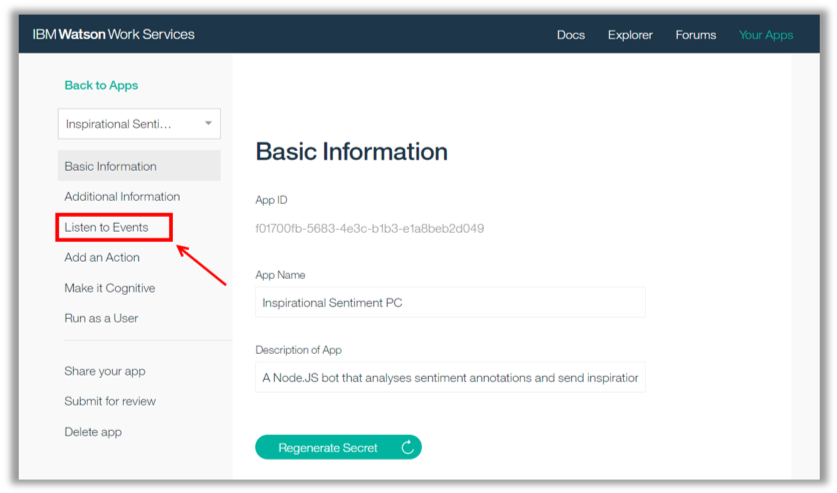 IBM Watson Work Services
Docs Explorer Forums Your Apps
Back to Apps
Inspirational Senti...
Basic Information
Additional Information
Listen to Events
Add an Action
Make it Cognitive
Run as a User
Share your app
Submit for review
Delete app
Basic Information
App ID
f01700fb-5683-4e3c-b1b3-e1a8beb2d049
App Name
Inspirational Sentiment PC
Description of App
A Node.JS bot that analyses sentiment annotations and send inspiration
Regenerate Secret